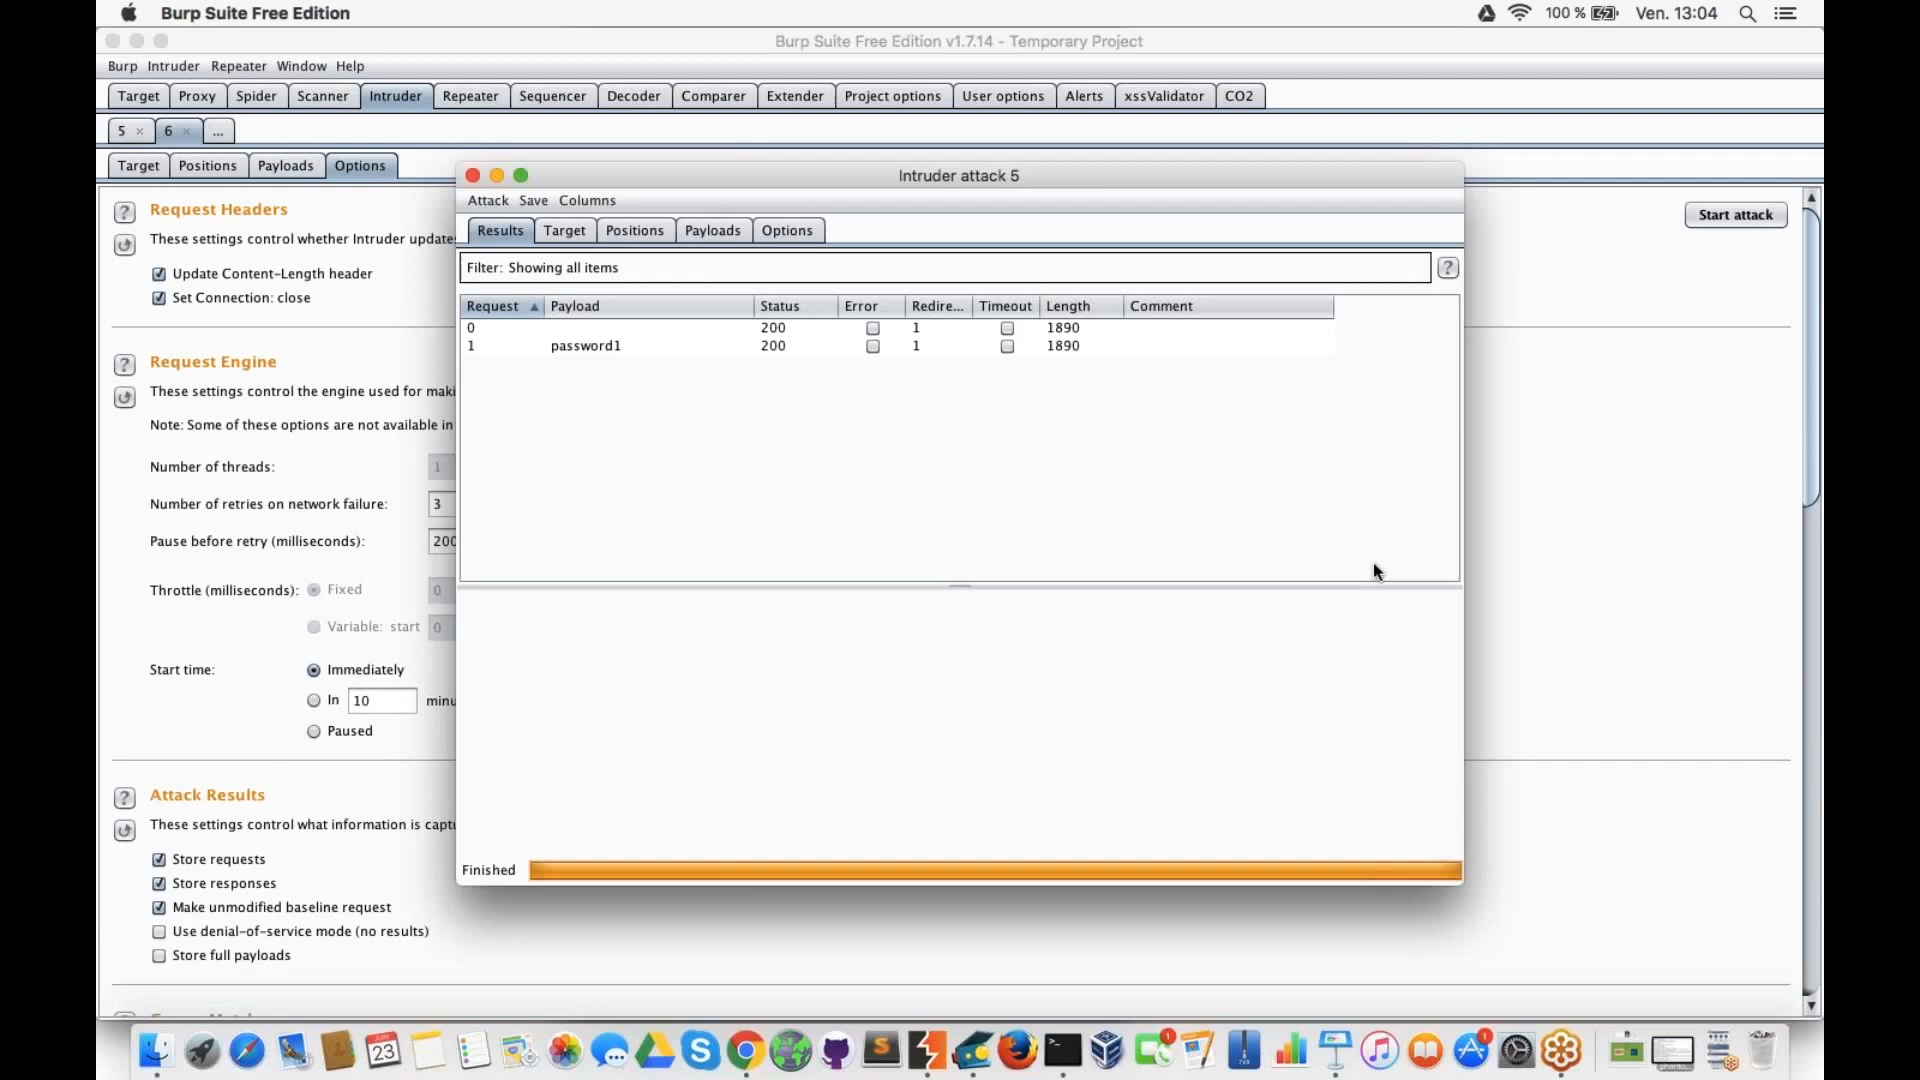 Burp Suite Free Edition
100 %
Ven. 13:04
Burp Suite Free Edition v1.7.14 - Temporary Project
Burp Intruder Repeater Window Help
Target Proxy Spider Scanner Intruder Repeater Sequencer Decoder Comparer Extender Project options User options Alerts xssValidator CO2
5 × 6 × ...
Target Positions Payloads Options
Intruder attack 5
Attack Save Columns
Results Target Positions Payloads Options
Filter: Showing all items
?
Request Payload Status Error Redire... Timeout Length Comment
0 200 1 1890
1 password1 200 1 1890
Finished
Start attack
? Request Headers
These settings control whether Intruder update
Update Content-Length header
Set Connection: close
? Request Engine
These settings control the engine used for maki
Note: Some of these options are not available in
Number of threads: 1
Number of retries on network failure: 3
Pause before retry (milliseconds): 200
Throttle (milliseconds): Fixed 0
Variable: start 0
Start time: Immediately
In 10 minu
Paused
? Attack Results
These settings control what information is captu
Store requests
Store responses
Make unmodified baseline request
Use denial-of-service mode (no results)
Store full payloads
23
1
1